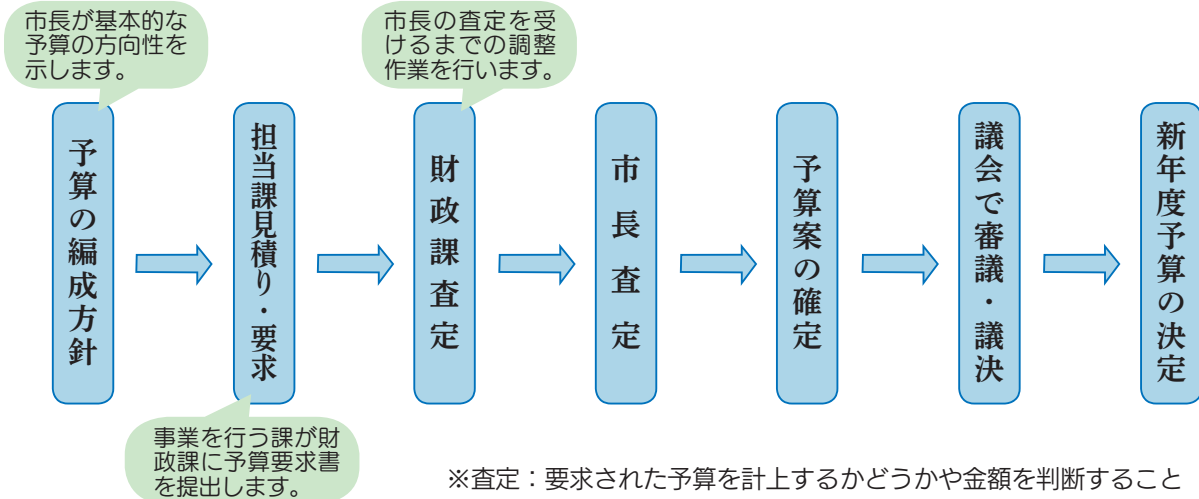 市長が基本的な
予算の方向性を
示します。
市長の査定を受
けるまでの調整
作業を行います。
予算の編成方針
担当課見積り・要求
財政課査定
市長査定
予算案の確定
議会で審議・議決
新年度予算の決定
事業を行う課が財
政課に予算要求書
を提出します。
※査定：要求された予算を計上するかどうかや金額を判断すること